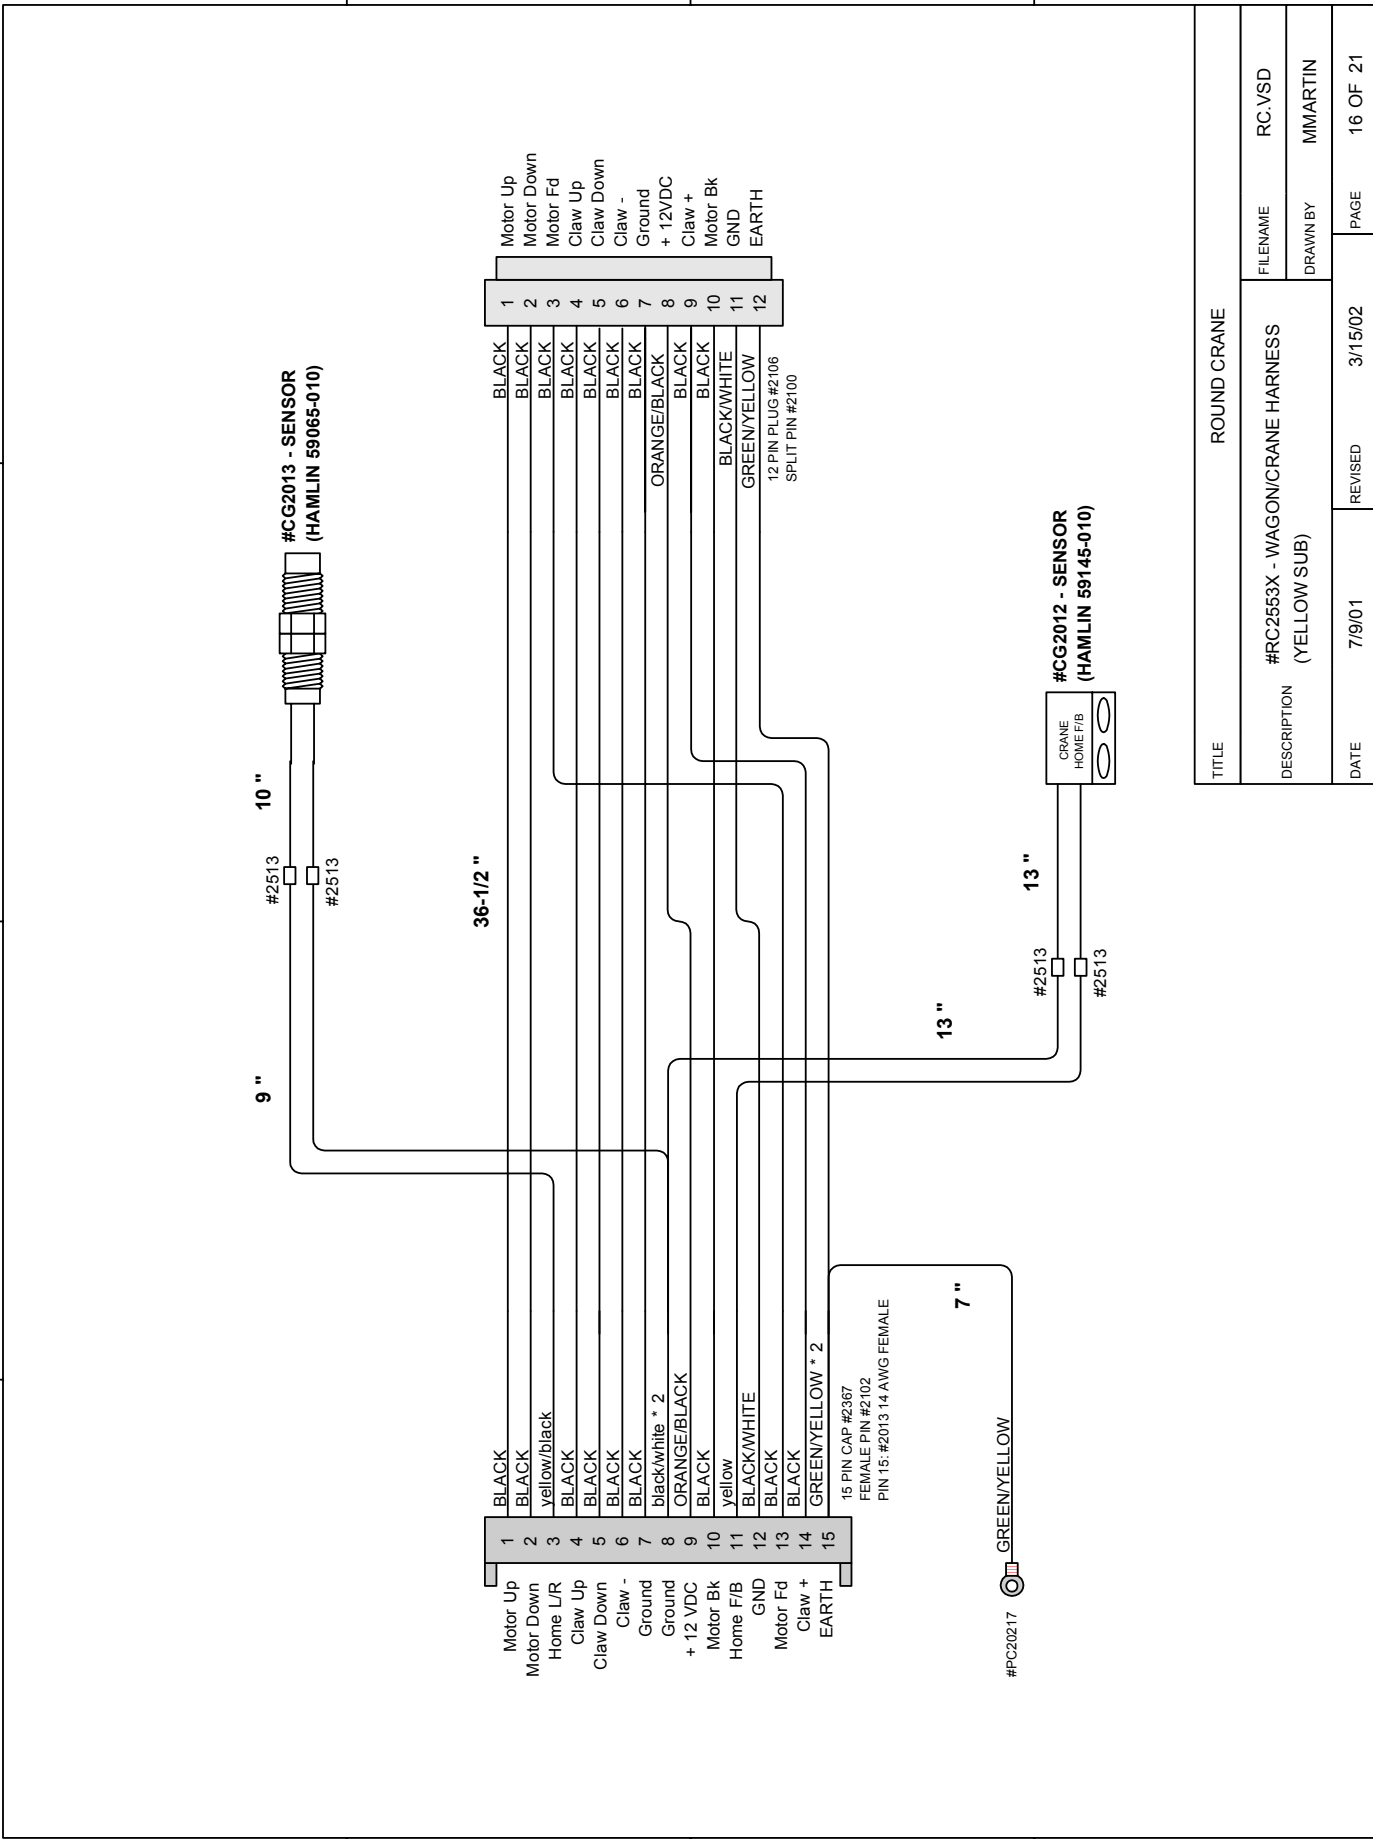 #CG2013 - SENSOR
(HAMLIN 59065-010)
10 "
9 "
#2513
#2513
36-1/2 "
Motor Up
Motor Down
Home L/R
Claw Up
Claw Down
Claw -
Ground
Ground
+ 12 VDC
Motor Bk
Home F/B
GND
Motor Fd
Claw +
EARTH
1
2
3
4
5
6
7
8
9
10
11
12
13
14
15
BLACK
BLACK
yellow/black
BLACK
BLACK
BLACK
BLACK
black/white * 2
ORANGE/BLACK
BLACK
yellow
BLACK/WHITE
BLACK
BLACK
GREEN/YELLOW * 2
15 PIN CAP #2367
FEMALE PIN #2102
PIN 15: #2013 14 AWG FEMALE
BLACK
BLACK
BLACK
BLACK
BLACK
BLACK
BLACK
ORANGE/BLACK
BLACK
BLACK
BLACK/WHITE
GREEN/YELLOW
12 PIN PLUG #2106
SPLIT PIN #2100
1
2
3
4
5
6
7
8
9
10
11
12
Motor Up
Motor Down
Motor Fd
Claw Up
Claw Down
Claw -
Ground
+ 12VDC
Claw +
Motor Bk
GND
EARTH
7 "
GREEN/YELLOW
#PC20217
13 "
13 "
#2513
#2513
CRANE
HOME F/B
#CG2012 - SENSOR
(HAMLIN 59145-010)
TITLE
ROUND CRANE
DESCRIPTION
#RC2553X - WAGON/CRANE HARNESS
(YELLOW SUB)
FILENAME
RC.VSD
DRAWN BY
MMARTIN
DATE
7/9/01
REVISED
3/15/02
PAGE
16 OF 21